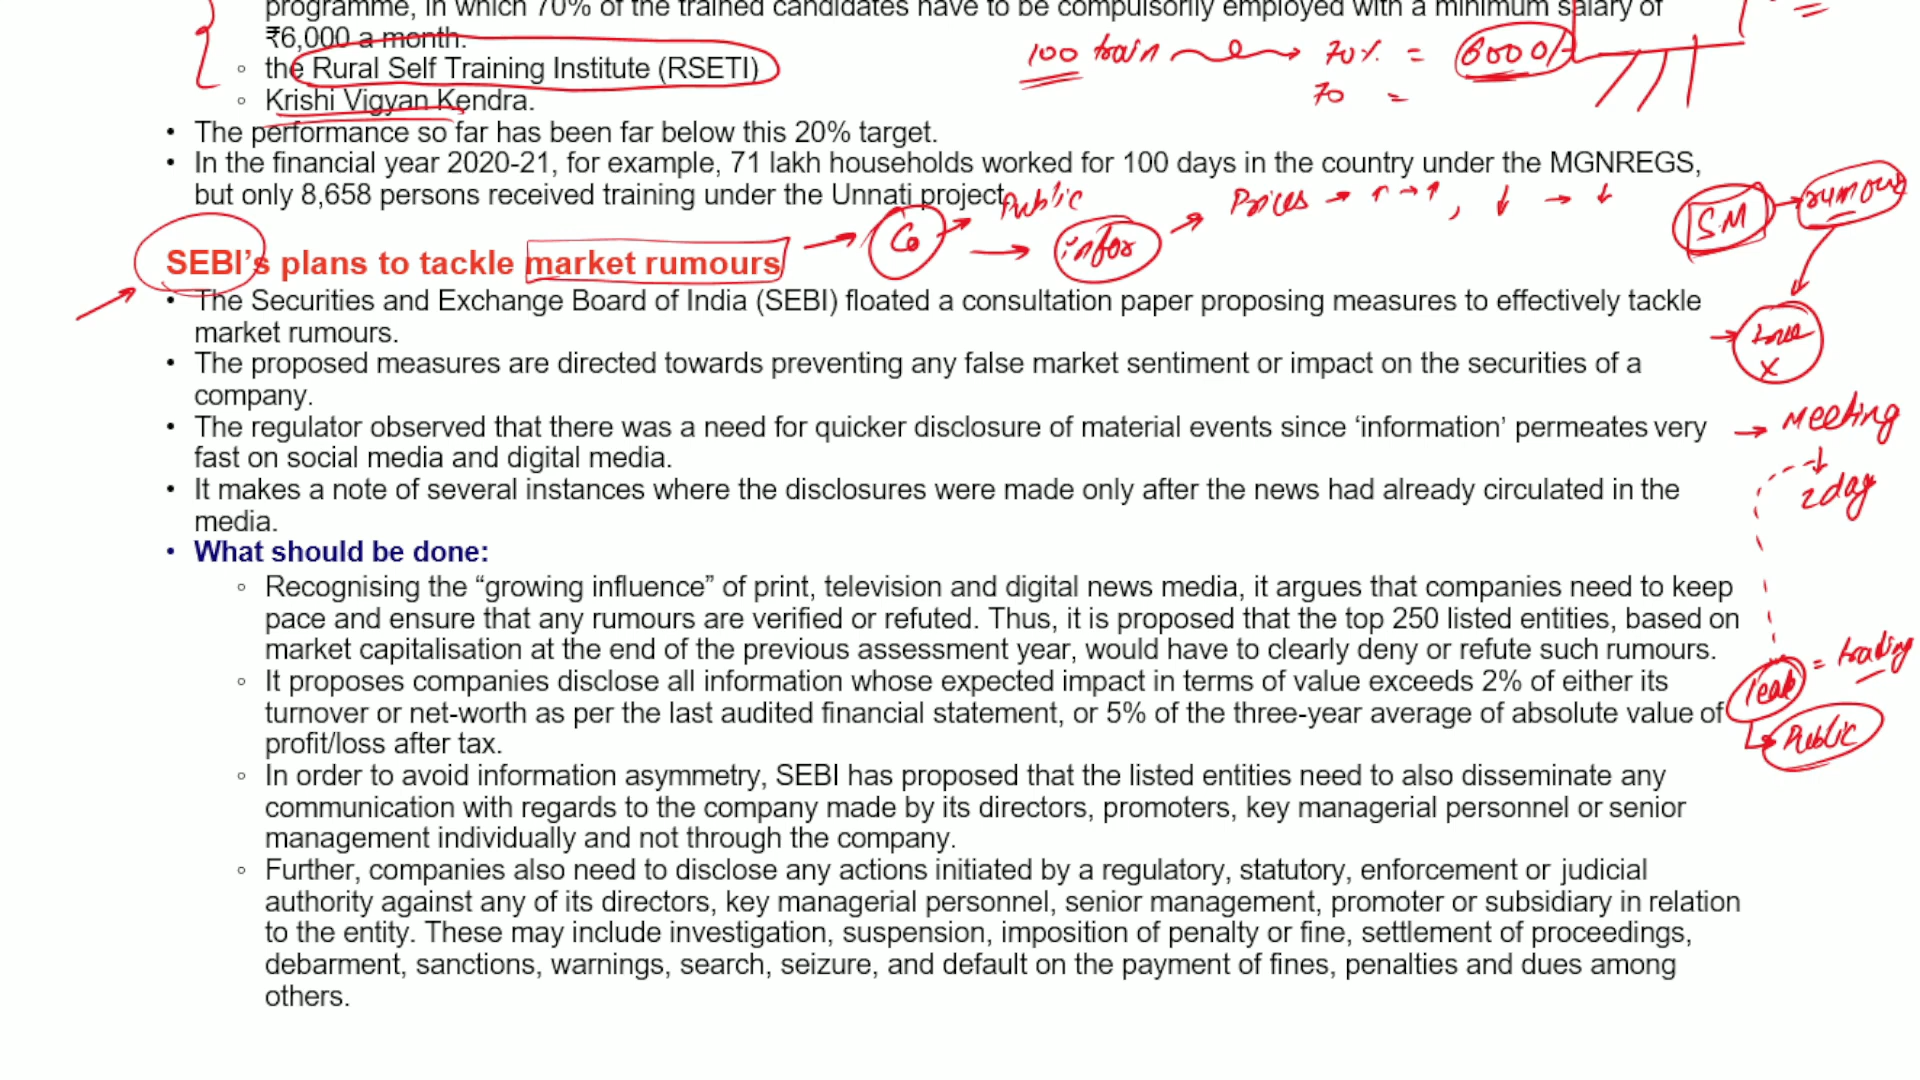 programme, in which 70% of the trained candidates have to be compulsorily employed with a minimum salary of
₹6,000 a month.
100 train 70% = 6000/-
◦ the Rural Self Training Institute (RSETI)
70 =
◦ Krishi Vigyan Kendra.
• The performance so far has been far below this 20% target.
• In the financial year 2020-21, for example, 71 lakh households worked for 100 days in the country under the MGNREGS,
but only 8,658 persons received training under the Unnati project.
Public
Prices → ↑ → ↑, ↓ → ↓
SM → rumour
SEBI's plans to tackle market rumours
→ Co → infor
• The Securities and Exchange Board of India (SEBI) floated a consultation paper proposing measures to effectively tackle
market rumours.
X
• The proposed measures are directed towards preventing any false market sentiment or impact on the securities of a
company.
• The regulator observed that there was a need for quicker disclosure of material events since ‘information’ permeates very
fast on social media and digital media.
→ Meeting
2 day
• It makes a note of several instances where the disclosures were made only after the news had already circulated in the
media.
• What should be done:
◦ Recognising the “growing influence” of print, television and digital news media, it argues that companies need to keep
pace and ensure that any rumours are verified or refuted. Thus, it is proposed that the top 250 listed entities, based on
market capitalisation at the end of the previous assessment year, would have to clearly deny or refute such rumours.
leak = trading
Public
◦ It proposes companies disclose all information whose expected impact in terms of value exceeds 2% of either its
turnover or net-worth as per the last audited financial statement, or 5% of the three-year average of absolute value of
profit/loss after tax.
◦ In order to avoid information asymmetry, SEBI has proposed that the listed entities need to also disseminate any
communication with regards to the company made by its directors, promoters, key managerial personnel or senior
management individually and not through the company.
◦ Further, companies also need to disclose any actions initiated by a regulatory, statutory, enforcement or judicial
authority against any of its directors, key managerial personnel, senior management, promoter or subsidiary in relation
to the entity. These may include investigation, suspension, imposition of penalty or fine, settlement of proceedings,
debarment, sanctions, warnings, search, seizure, and default on the payment of fines, penalties and dues among
others.